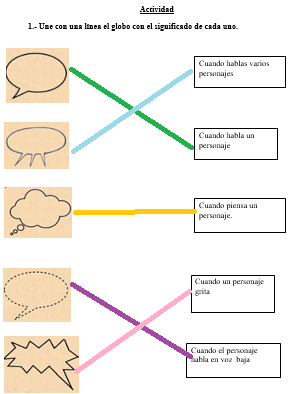 Actividad
1.- Une con una línea el globo con el significado de cada uno.
Cuando hablas varios
personajes
Cuando habla un
personaje
Cuando piensa un
personaje.
Cuando un personaje
grita
Cuando el personaje
habla en voz baja